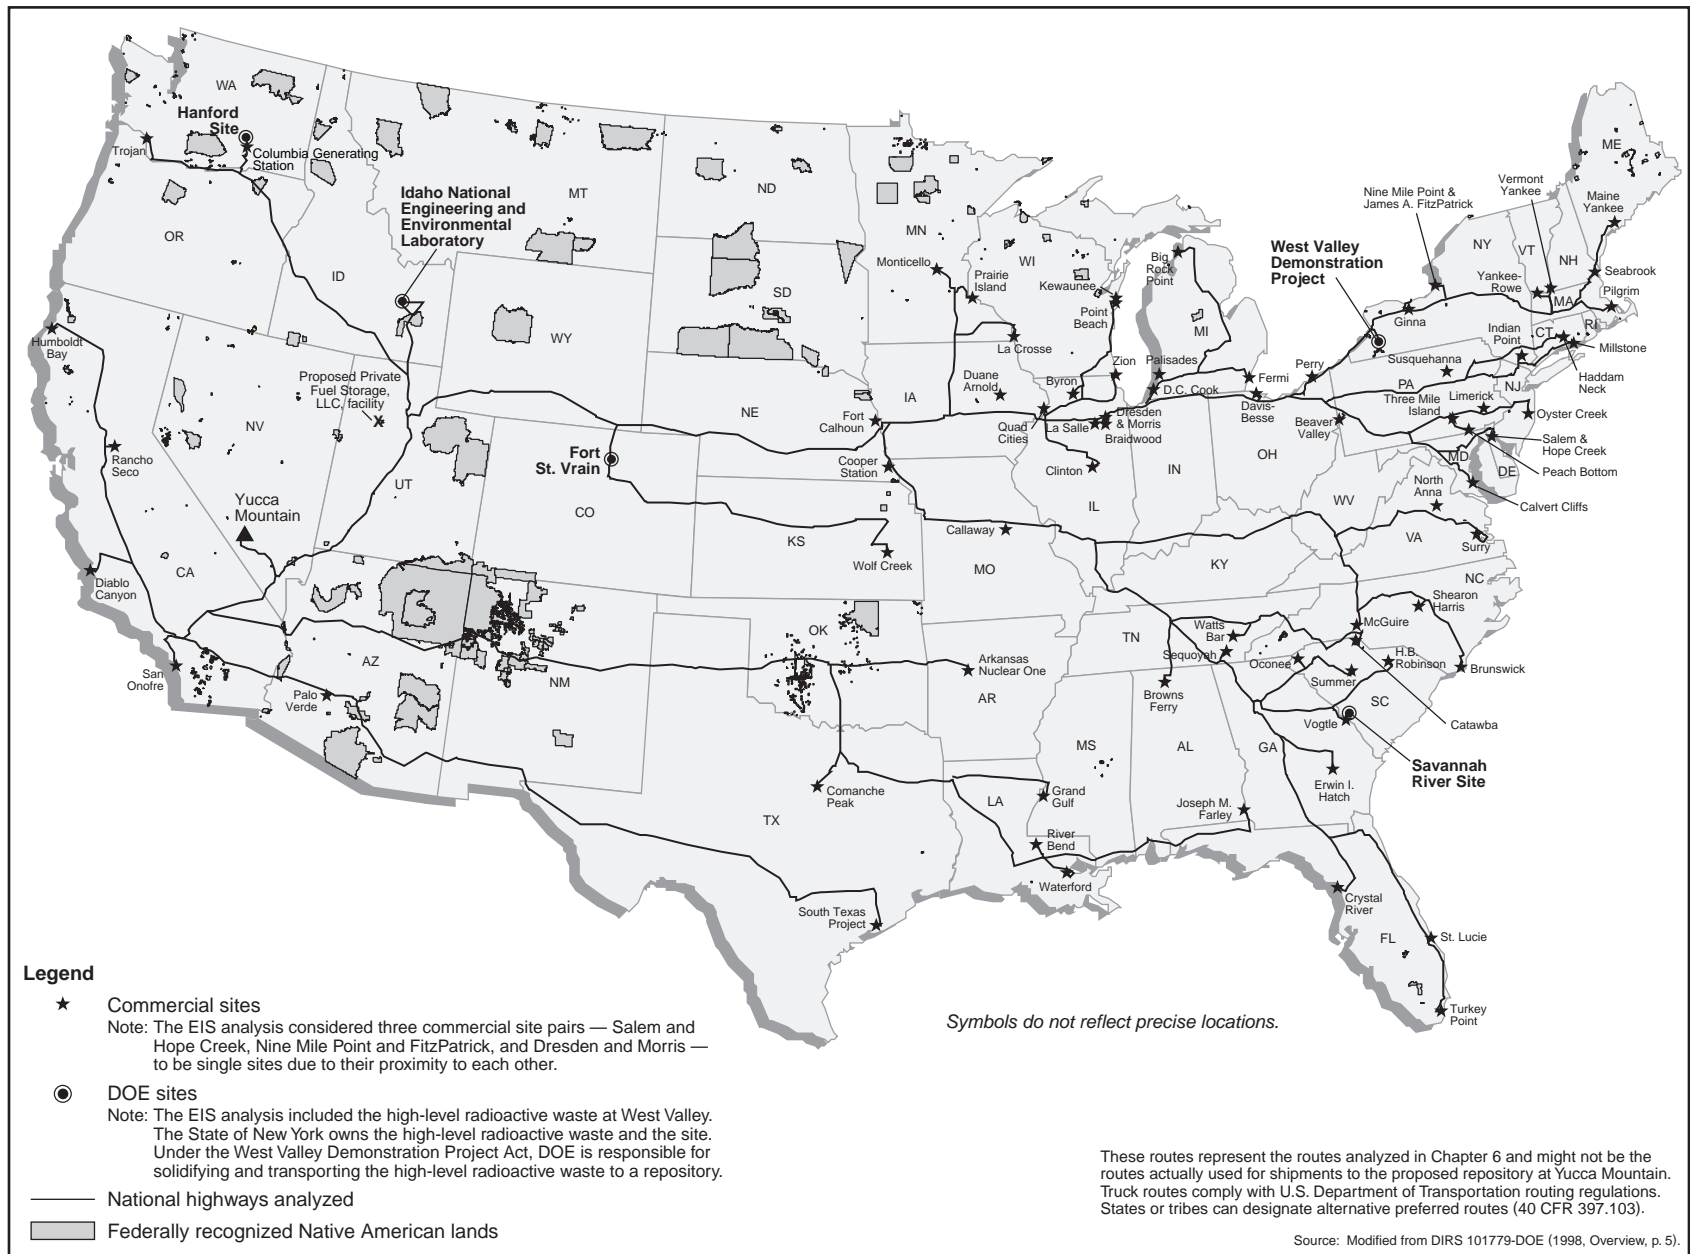 WA
Hanford
Site
Trojan
Columbia Generating
Station
Idaho National
Engineering and
Environmental
Laboratory
MT
ND
OR
ID
MN
Monticello
Prairie
Island
WI
Kewaunee
Point
Beach
Big
Rock
Point
MI
SD
WY
La Crosse
Humboldt
Bay
Proposed Private
Fuel Storage,
LLC, facility
X
NV
Rancho
Seco
Yucca
Mountain
UT
Fort
St. Vrain
NE
IA
Duane
Arnold
Byron
Zion
Palisades
D.C. Cook
Fermi
Davis-
Besse
Perry
Fort
Calhoun
Quad
Cities
La Salle
Dresden
& Morris
Braidwood
Cooper
Station
Clinton
IL
IN
OH
Beaver
Valley
West Valley
Demonstration
Project
Nine Mile Point &
James A. FitzPatrick
Vermont
Yankee
ME
Maine
Yankee
NY
VT
NH
Yankee-
Rowe
MA
Seabrook
Pilgrim
Ginna
Indian
Point
CT
RI
Millstone
Haddam
Neck
Susquehanna
PA
NJ
Three Mile
Island
Limerick
Oyster Creek
Salem &
Hope Creek
Peach Bottom
MD
DE
Calvert Cliffs
North
Anna
WV
VA
Surry
CO
KS
Wolf Creek
Callaway
MO
KY
NC
Shearon
Harris
McGuire
CA
Diablo
Canyon
San
Onofre
AZ
Palo
Verde
NM
OK
Arkansas
Nuclear One
AR
TN
Watts
Bar
Sequoyah
Oconee
Summer
H.B.
Robinson
Brunswick
SC
Catawba
Vogtle
Savannah
River Site
Browns
Ferry
MS
AL
GA
Erwin I.
Hatch
Joseph M.
Farley
Comanche
Peak
TX
LA
Grand
Gulf
River
Bend
Waterford
South Texas
Project
Crystal
River
FL
St. Lucie
Turkey
Point
Symbols do not reflect precise locations.
Legend
Commercial sites
Note: The EIS analysis considered three commercial site pairs — Salem and
Hope Creek, Nine Mile Point and FitzPatrick, and Dresden and Morris —
to be single sites due to their proximity to each other.
DOE sites
Note: The EIS analysis included the high-level radioactive waste at West Valley.
The State of New York owns the high-level radioactive waste and the site.
Under the West Valley Demonstration Project Act, DOE is responsible for
solidifying and transporting the high-level radioactive waste to a repository.
National highways analyzed
Federally recognized Native American lands
These routes represent the routes analyzed in Chapter 6 and might not be the
routes actually used for shipments to the proposed repository at Yucca Mountain.
Truck routes comply with U.S. Department of Transportation routing regulations.
States or tribes can designate alternative preferred routes (40 CFR 397.103).
Source: Modified from DIRS 101779-DOE (1998, Overview, p. 5).